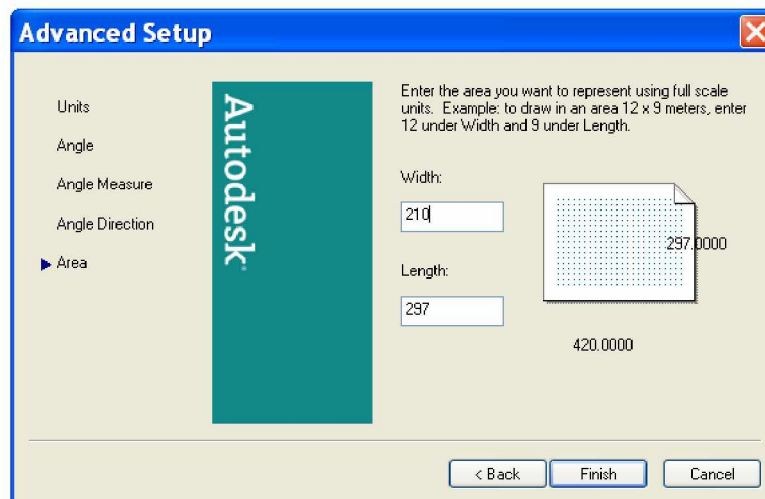 Advanced Setup
Units
Angle
Angle Measure
Angle Direction
Area
Autodesk
Enter the area you want to represent using full scale
units. Example: to draw in an area 12 x 9 meters, enter
12 under Width and 9 under Length.
Width:
210
297.0000
Length:
297
420.0000
< Back
Finish
Cancel